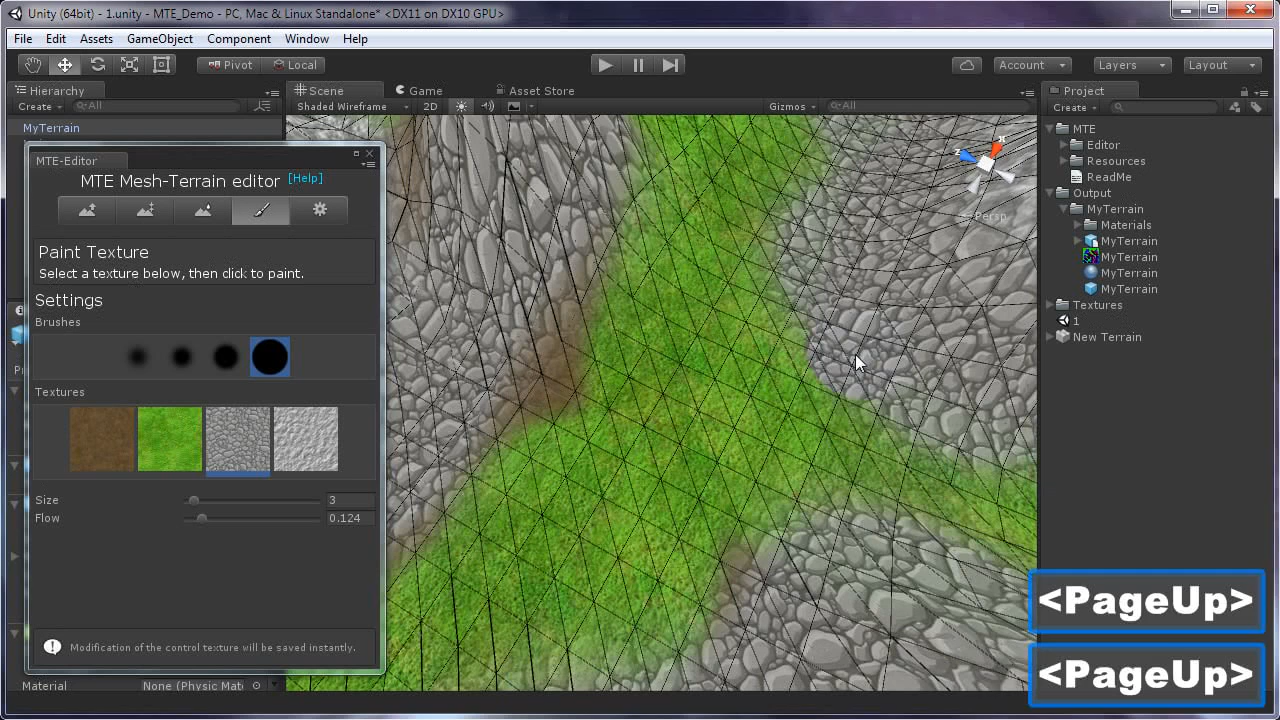 Unity (64bit) - 1.unity - MTE_Demo - PC, Mac & Linux Standalone* <DX11 on DX10 GPU>
File Edit Assets GameObject Component Window Help
Pivot Local Account Layers Layout
Hierarchy
Create All
MyTerrain
Scene Game Asset Store
Shaded Wireframe 2D Gizmos All
MTE-Editor
MTE Mesh-Terrain editor [Help]
Paint Texture
Select a texture below, then click to paint.
Settings
Brushes
Textures
Size 3
Flow 0.124
Modification of the control texture will be saved instantly.
Material None (Physic Mat
x
z
Persp
Project
Create
MTE
Editor
Resources
ReadMe
Output
MyTerrain
Materials
MyTerrain
MyTerrain
MyTerrain
MyTerrain
Textures
1
New Terrain
<PageUp>
<PageUp>